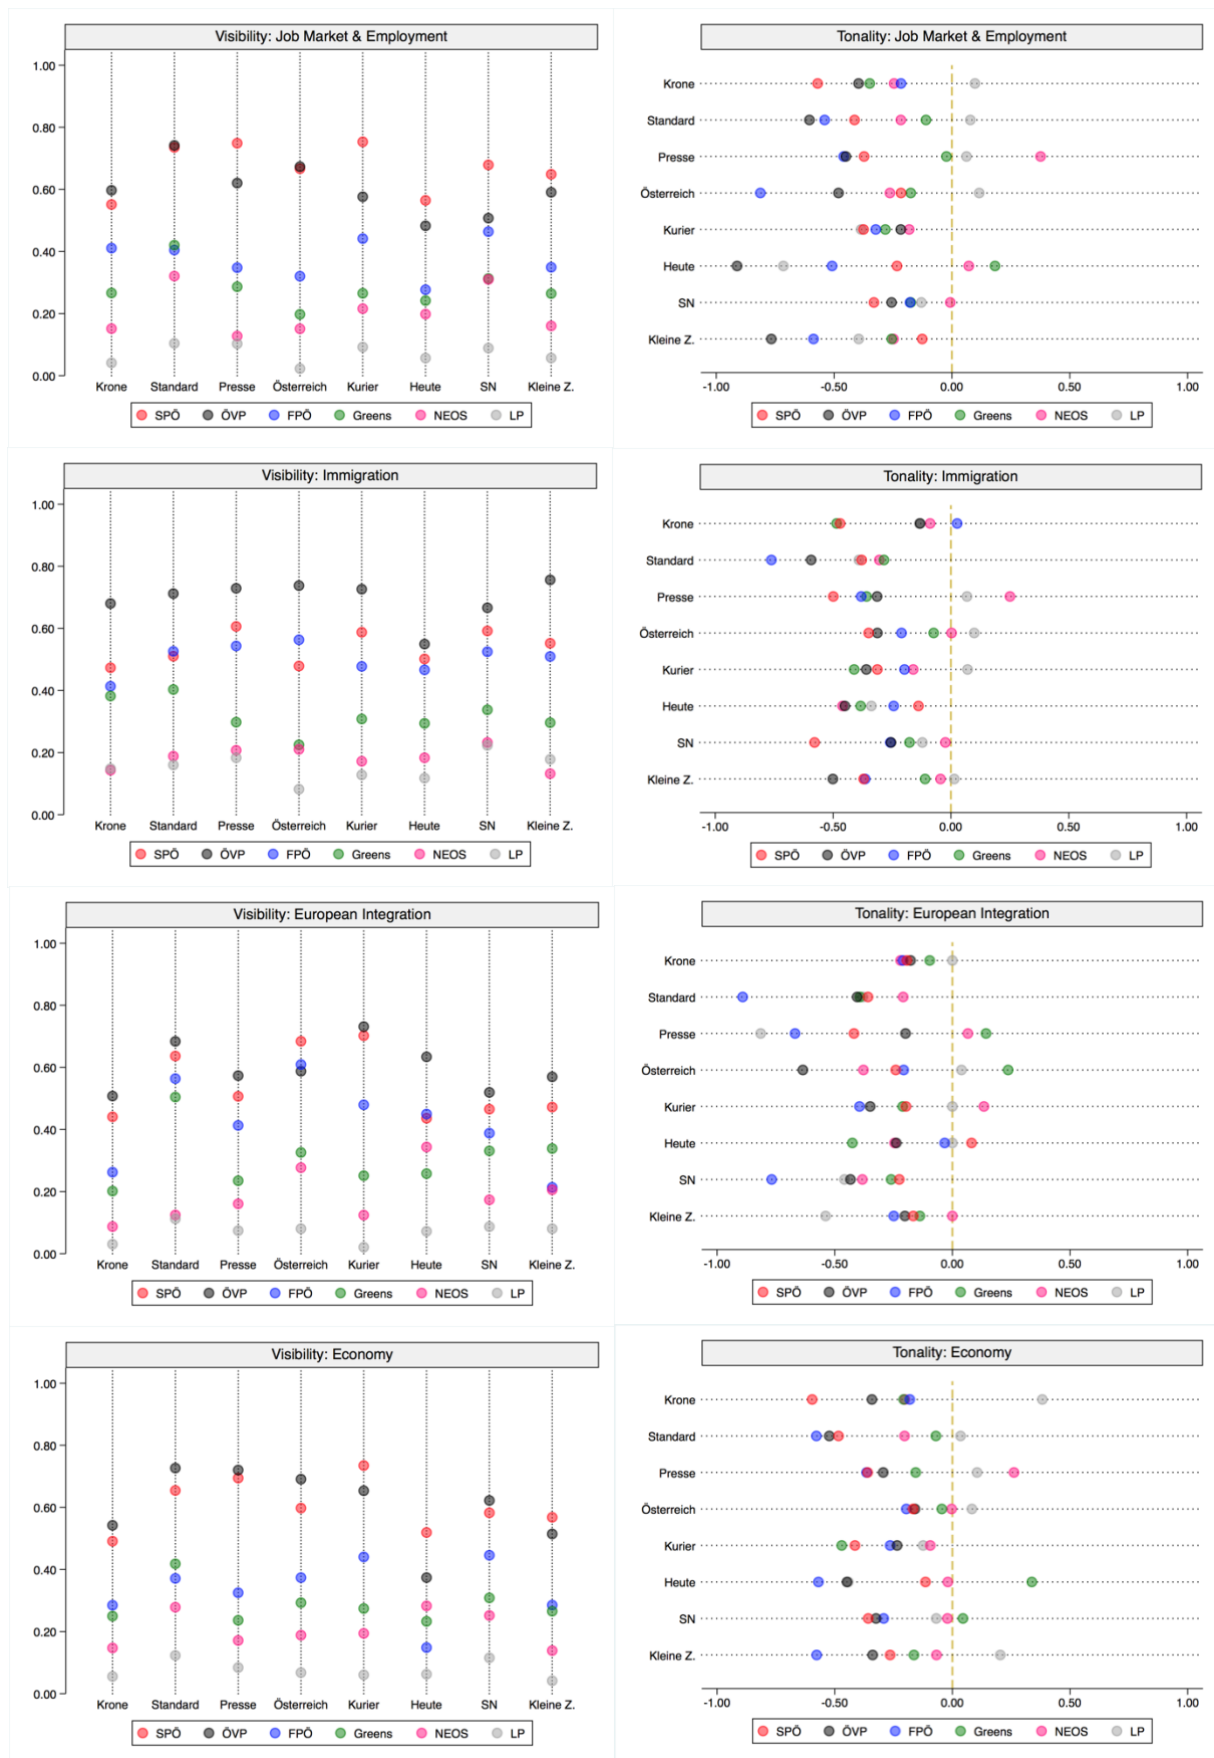 Visibility: Job Market & Employment
1.00
0.80
0.60
0.40
0.20
0.00
Krone Standard Presse Österreich Kurier Heute SN Kleine Z.
SPÖ ÖVP FPÖ Greens NEOS LP
Tonality: Job Market & Employment
Krone
Standard
Presse
Österreich
Kurier
Heute
SN
Kleine Z.
-1.00 -0.50 0.00 0.50 1.00
SPÖ ÖVP FPÖ Greens NEOS LP
Visibility: Immigration
1.00
0.80
0.60
0.40
0.20
0.00
Krone Standard Presse Österreich Kurier Heute SN Kleine Z.
SPÖ ÖVP FPÖ Greens NEOS LP
Tonality: Immigration
Krone
Standard
Presse
Österreich
Kurier
Heute
SN
Kleine Z.
-1.00 -0.50 0.00 0.50 1.00
SPÖ ÖVP FPÖ Greens NEOS LP
Visibility: European Integration
1.00
0.80
0.60
0.40
0.20
0.00
Krone Standard Presse Österreich Kurier Heute SN Kleine Z.
SPÖ ÖVP FPÖ Greens NEOS LP
Tonality: European Integration
Krone
Standard
Presse
Österreich
Kurier
Heute
SN
Kleine Z.
-1.00 -0.50 0.00 0.50 1.00
SPÖ ÖVP FPÖ Greens NEOS LP
Visibility: Economy
1.00
0.80
0.60
0.40
0.20
0.00
Krone Standard Presse Österreich Kurier Heute SN Kleine Z.
SPÖ ÖVP FPÖ Greens NEOS LP
Tonality: Economy
Krone
Standard
Presse
Österreich
Kurier
Heute
SN
Kleine Z.
-1.00 -0.50 0.00 0.50 1.00
SPÖ ÖVP FPÖ Greens NEOS LP